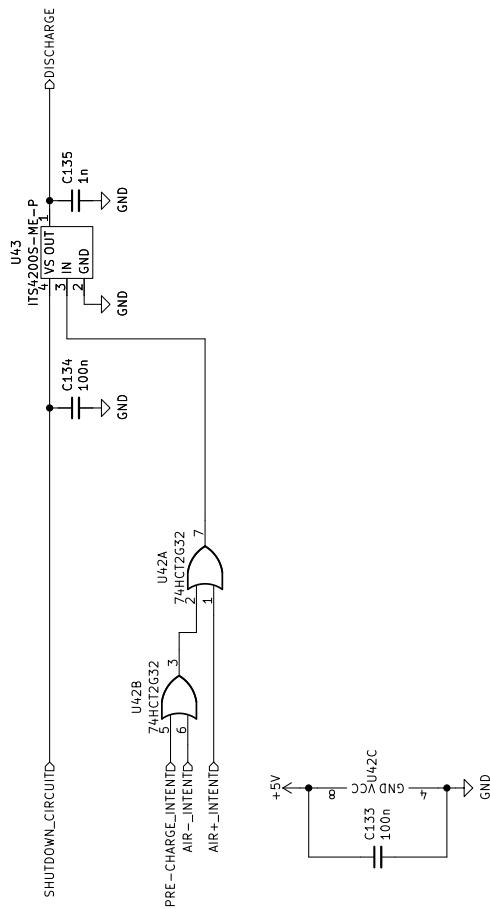 DISCHARGE
C135
1n
GND
U43
ITS4200S-ME-P
1
VS OUT
IN
GND
4
3
2
GND
C134
100n
GND
7
U42A
74HCT2G32
2
1
3
U42B
74HCT2G32
5
6
SHUTDOWN_CIRCUIT
PRE-CHARGE_INTENT
AIR-_INTENT
AIR+_INTENT
+5V
8
GND VCC
4
U42C
C133
100n
GND